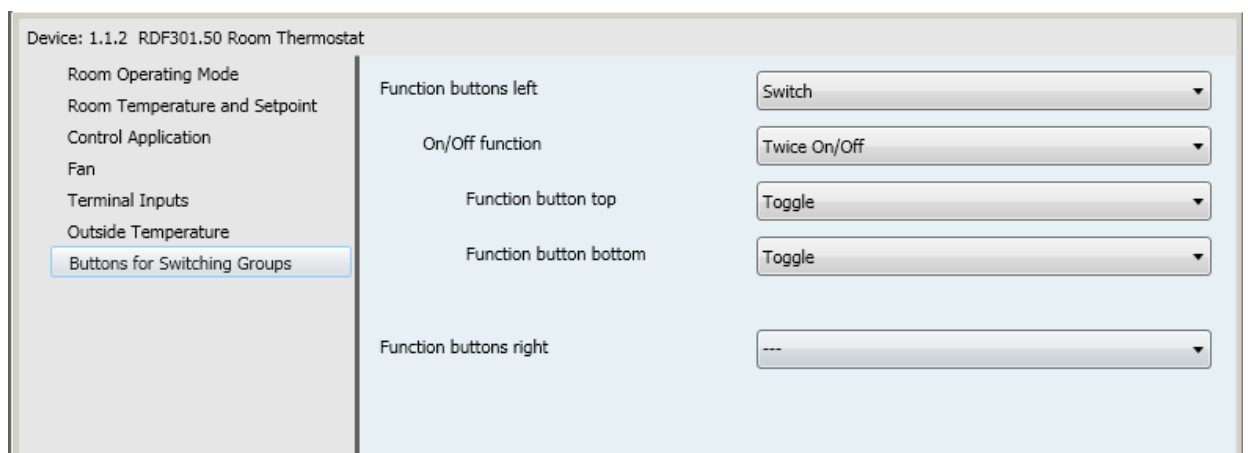 Device: 1.1.2 RDF301.50 Room Thermostat
Room Operating Mode
Room Temperature and Setpoint
Control Application
Fan
Terminal Inputs
Outside Temperature
Buttons for Switching Groups
Function buttons left
Switch
On/Off function
Twice On/Off
Function button top
Toggle
Function button bottom
Toggle
Function buttons right
---